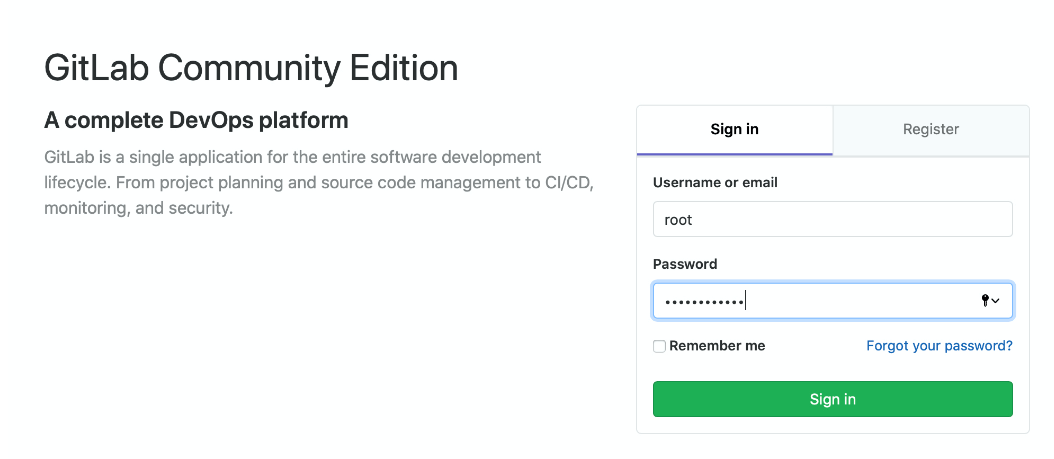 GitLab Community Edition
A complete DevOps platform
GitLab is a single application for the entire software development
lifecycle. From project planning and source code management to CI/CD,
monitoring, and security.
Sign in
Register
Username or email
root
Password
••••••••••••
Remember me
Forgot your password?
Sign in